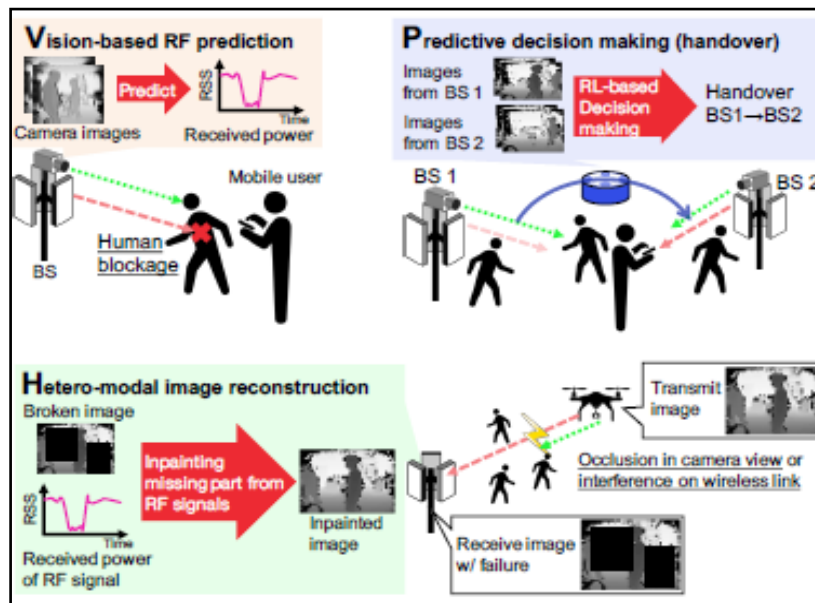 Vision-based RF prediction
Predict
RSS
Time
Camera images
Received power
Mobile user
Human
blockage
BS
Predictive decision making (handover)
Images
from BS 1
Images
from BS 2
RL-based
Decision
making
Handover
BS1→BS2
BS 1
BS 2
Hetero-modal image reconstruction
Broken image
RSS
Time
Received power
of RF signal
Inpainting
missing part from
RF signals
Inpainted
image
Transmit
image
Occlusion in camera view or
interference on wireless link
Receive image
w/ failure